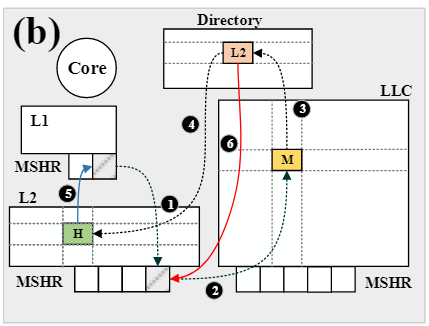 (b)
Directory
Core
L2
LLC
L1
3
4
6
MSHR
M
5
1
L2
H
MSHR
2
MSHR